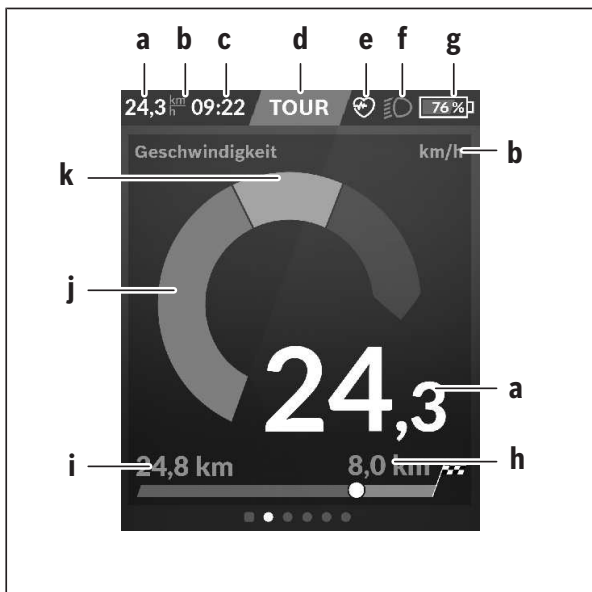 a b c d e f g
24,3 km/h 09:22 TOUR 76 %
Geschwindigkeit km/h b
k
j
24,3 a
i 24,8 km 8,0 km h